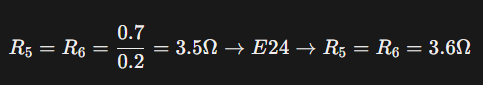 R₅ = R₆ = 0.7/0.2 = 3.5Ω → E24 → R₅ = R₆ = 3.6Ω